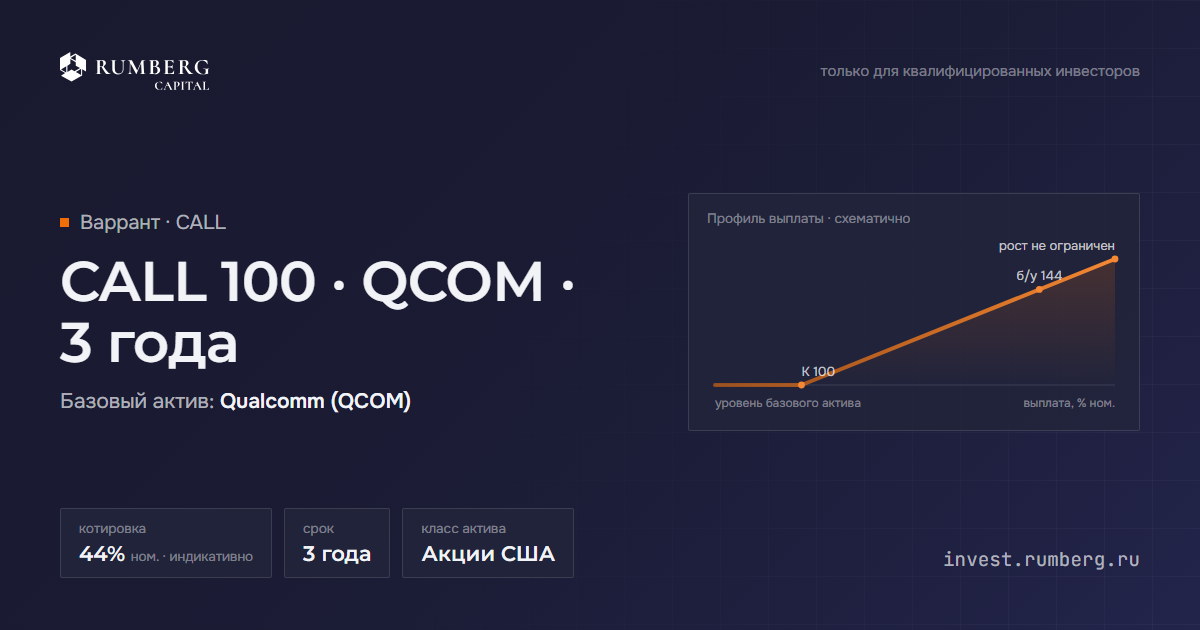 RUMBERG
CAPITAL
только для квалифицированных инвесторов
Варрант · CALL
CALL 100 · QCOM ·
3 года
Базовый актив: Qualcomm (QCOM)
Профиль выплаты · схематично
рост не ограничен
б/у 144
K 100
уровень базового актива
выплата, % ном.
котировка
44% ном. · индикативно
срок
3 года
класс актива
Акции США
invest.rumberg.ru